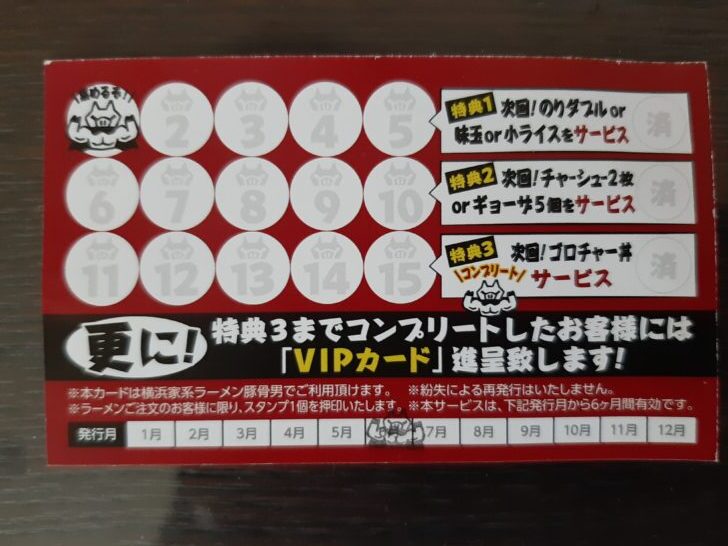 集めるぞ!!
2 3 4 5
特典1 次回!のりダブルor
味玉or小ライスをサービス
済
6 7 8 9 10
特典2 次回!チャーシュー2枚
orギョーザ5個をサービス
済
11 12 13 14 15
特典3 次回!ゴロチャー丼
\コンプリート/ サービス
済
更に! 特典3までコンプリートしたお客様には
「VIPカード」進呈致します!
※本カードは横浜家系ラーメン豚骨男でご利用頂けます。 ※紛失による再発行はいたしません。
※ラーメンご注文のお客様に限り、スタンプ1個を押印いたします。※本サービスは、下記発行月から6ヶ月間有効です。
発行月 1月 2月 3月 4月 5月 7月 8月 9月 10月 11月 12月